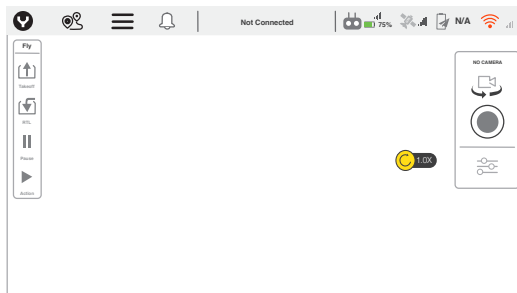 Not Connected
75%
N/A
Fly
Takeoff
RTL
Pause
Action
NO CAMERA
1.0X